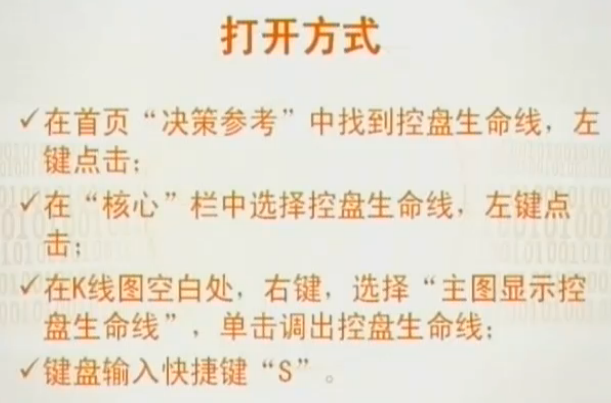 打开方式
✓在首页“决策参考”中找到控盘生命线，左
键点击；
✓在“核心”栏中选择控盘生命线，左键点
击；
✓在K线图空白处，右键，选择“主图显示控
盘生命线”，单击调出控盘生命线；
✓键盘输入快捷键“S”。